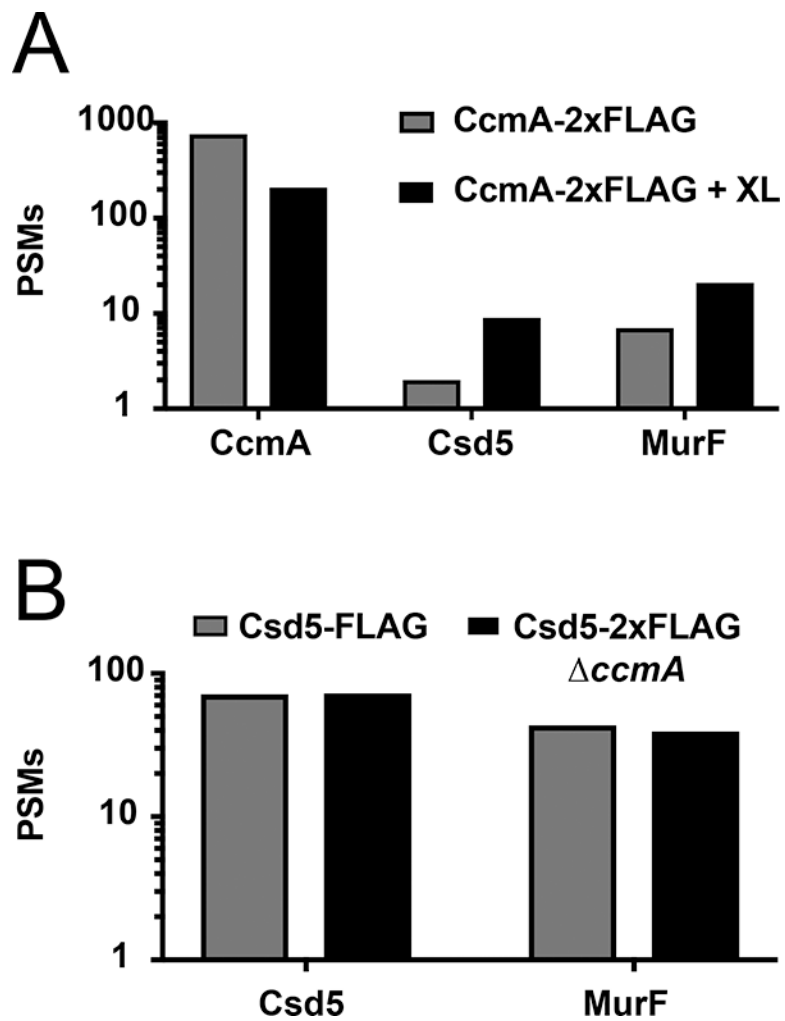 A
CcmA-2xFLAG
CcmA-2xFLAG + XL
PSMs
1000
100
10
1
CcmA Csd5 MurF
B
Csd5-FLAG Csd5-2xFLAG
ΔccmA
PSMs
100
10
1
Csd5 MurF